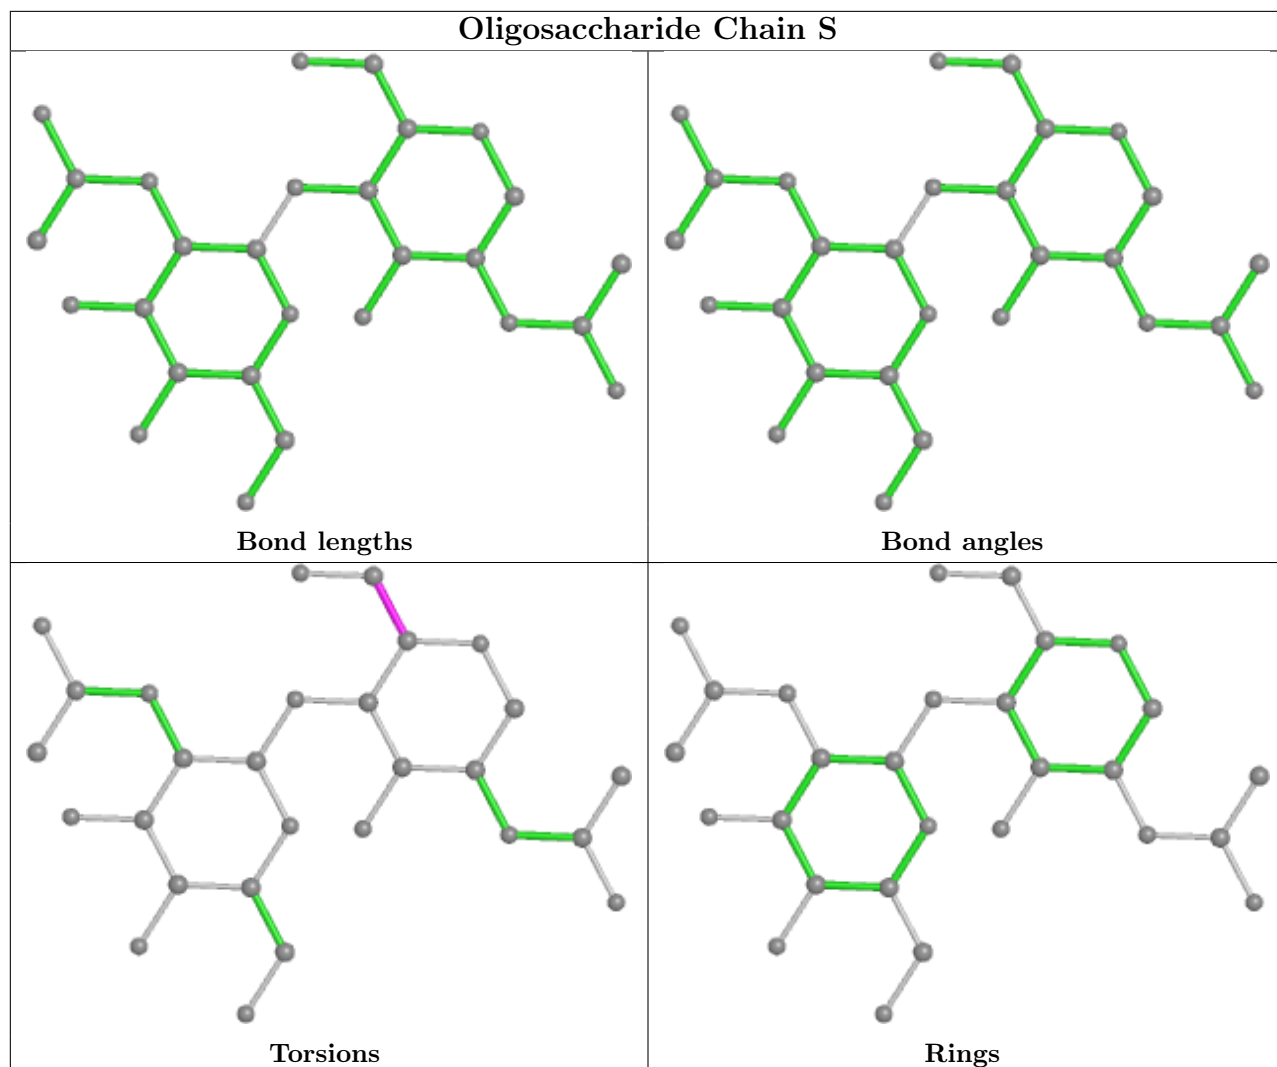 Oligosaccharide Chain S
Bond lengths
Bond angles
Torsions
Rings